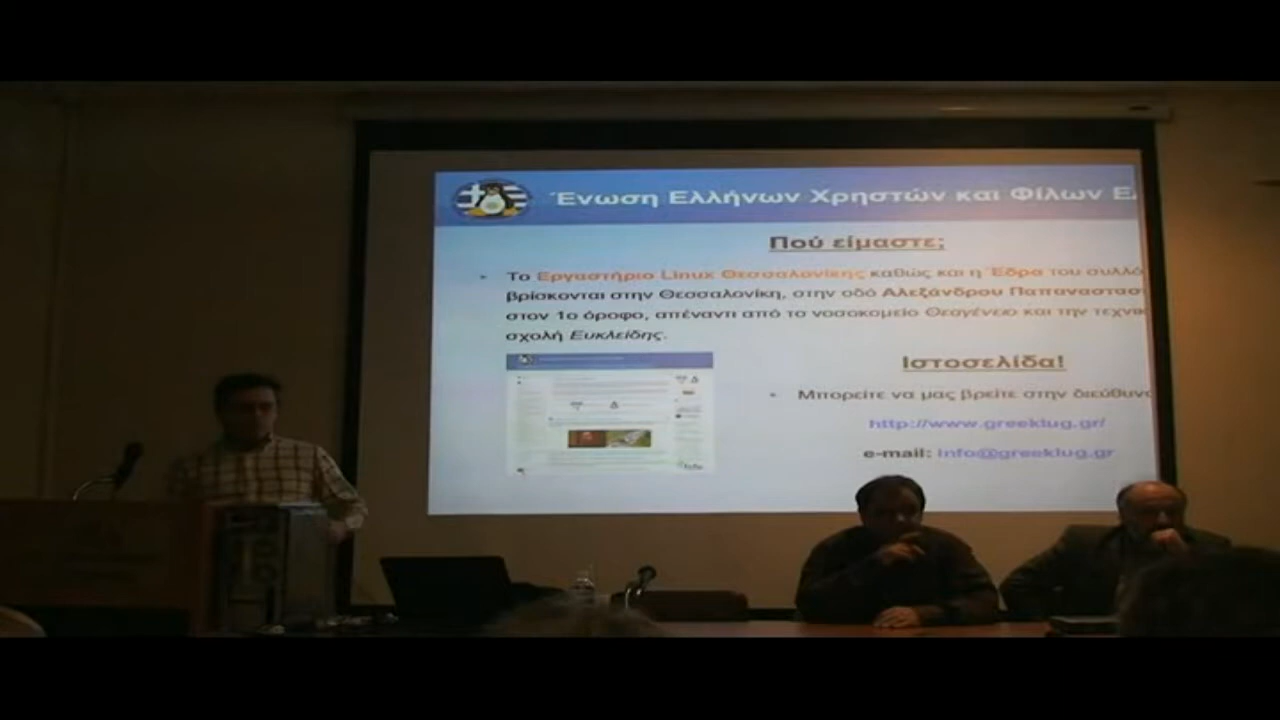 Ένωση Ελλήνων Χρηστών και Φίλων
Πού είμαστε;
Το Εργαστήριο Linux Θεσσαλονίκης καθώς και η Έδρα του συλλό
βρίσκονται στην Θεσσαλονίκη, στην οδό Αλεξάνδρου Παπαναστασ
στον 1ο όροφο, απέναντι από το νοσοκομείο Θεαγένειο και την τεχνικ
σχολή Ευκλείδης.
Ιστοσελίδα!
Μπορείτε να μας βρείτε στην διεύθυνσ
http://www.greeklug.gr/
e-mail: info@greeklug.gr